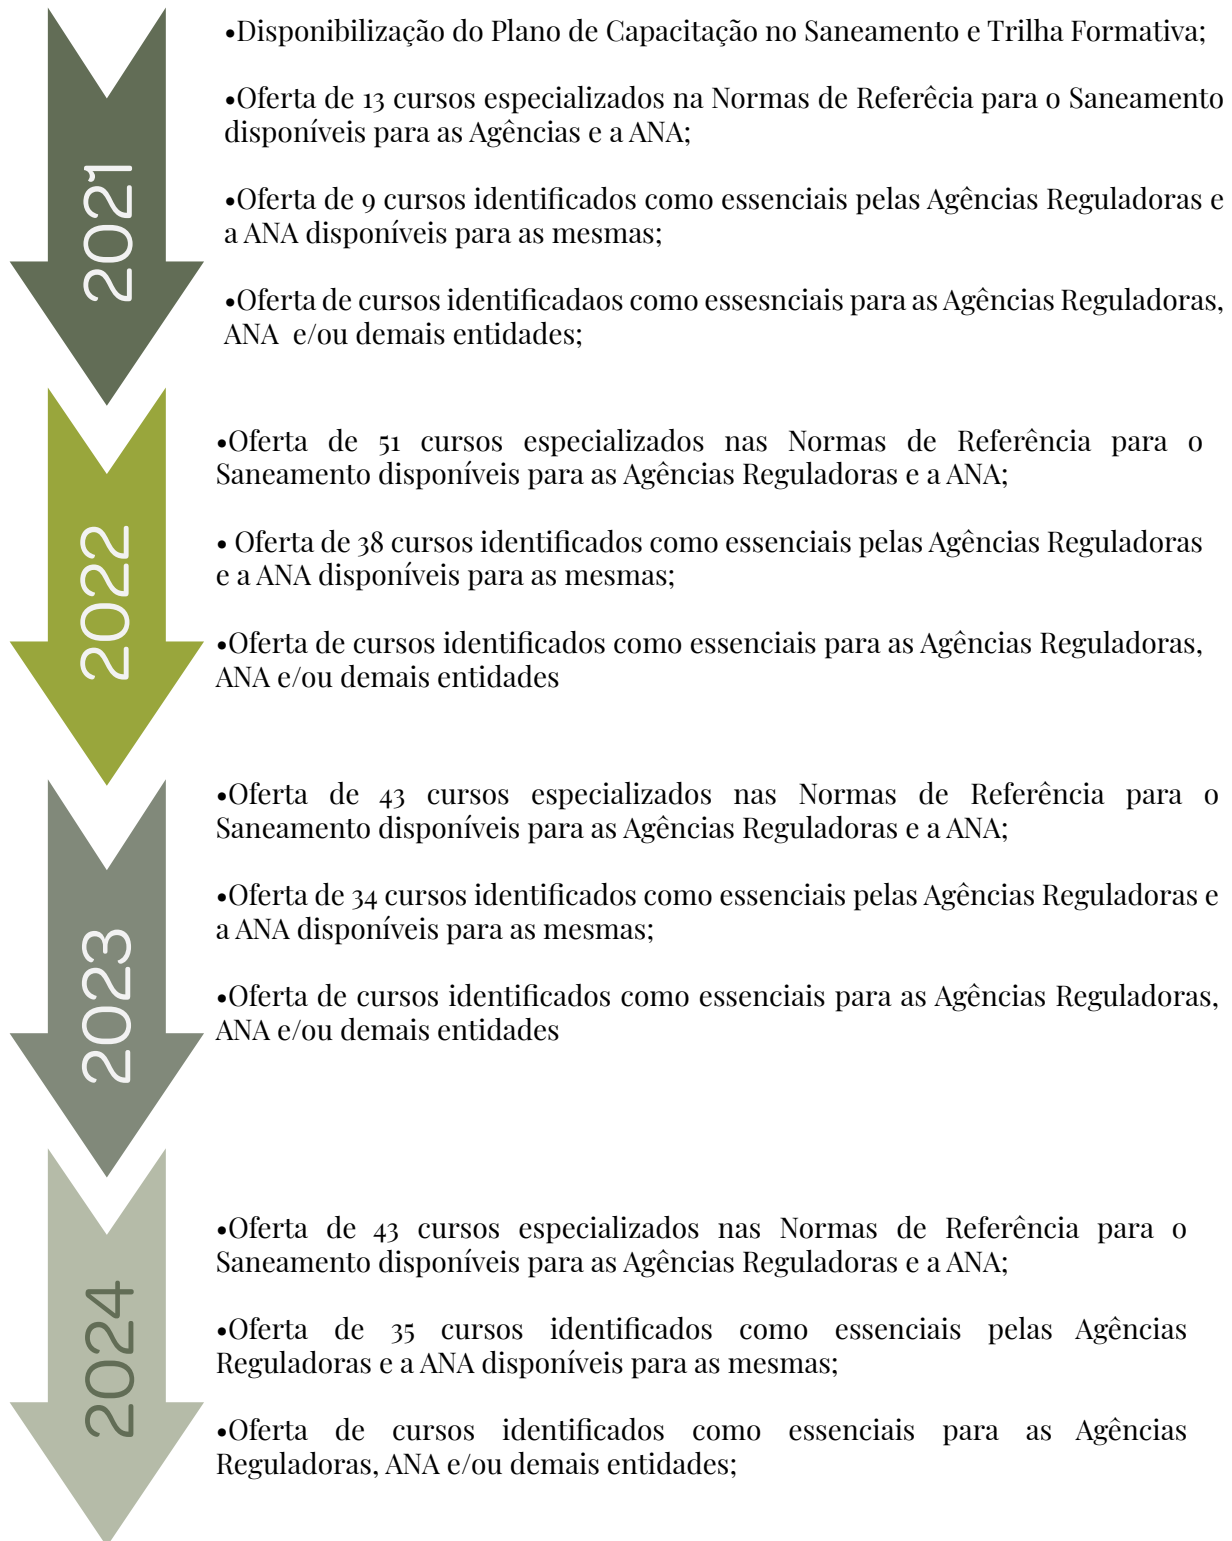 •Disponibilização do Plano de Capacitação no Saneamento e Trilha Formativa;
•Oferta de 13 cursos especializados na Normas de Referêcia para o Saneamento
disponíveis para as Agências e a ANA;
•Oferta de 9 cursos identificados como essenciais pelas Agências Reguladoras e
a ANA disponíveis para as mesmas;
•Oferta de cursos identificadaos como essesnciais para as Agências Reguladoras,
ANA e/ou demais entidades;
2021
•Oferta de 51 cursos especializados nas Normas de Referência para o
Saneamento disponíveis para as Agências Reguladoras e a ANA;
• Oferta de 38 cursos identificados como essenciais pelas Agências Reguladoras
e a ANA disponíveis para as mesmas;
•Oferta de cursos identificados como essenciais para as Agências Reguladoras,
ANA e/ou demais entidades
2022
•Oferta de 43 cursos especializados nas Normas de Referência para o
Saneamento disponíveis para as Agências Reguladoras e a ANA;
•Oferta de 34 cursos identificados como essenciais pelas Agências Reguladoras e
a ANA disponíveis para as mesmas;
•Oferta de cursos identificados como essenciais para as Agências Reguladoras,
ANA e/ou demais entidades
2023
•Oferta de 43 cursos especializados nas Normas de Referência para o
Saneamento disponíveis para as Agências Reguladoras e a ANA;
•Oferta de 35 cursos identificados como essenciais pelas Agências
Reguladoras e a ANA disponíveis para as mesmas;
•Oferta de cursos identificados como essenciais para as Agências
Reguladoras, ANA e/ou demais entidades;
2024